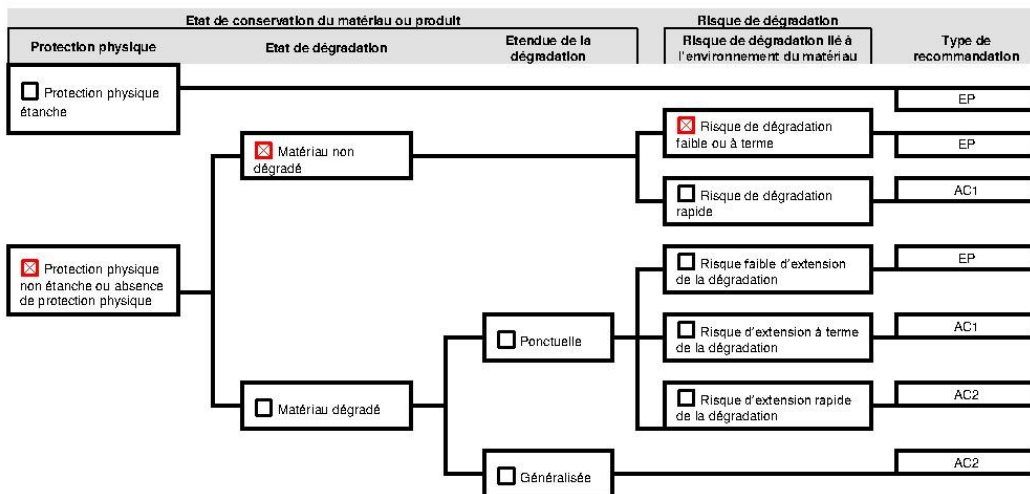 Etat de conservation du matériau ou produit
Risque de dégradation
Protection physique
Etat de dégradation
Etendue de la
dégradation
Risque de dégradation lié à
l'environnement du matériau
Type de
recommandation
Protection physique
étanche
EP
Matériau non
dégradé
Risque de dégradation
faible ou à terme
EP
Risque de dégradation
rapide
AC1
Protection physique
non étanche ou absence
de protection physique
Risque faible d'extension
de la dégradation
EP
Ponctuelle
Risque d'extension à terme
de la dégradation
AC1
Matériau dégradé
Risque d'extension rapide
de la dégradation
AC2
Généralisée
AC2